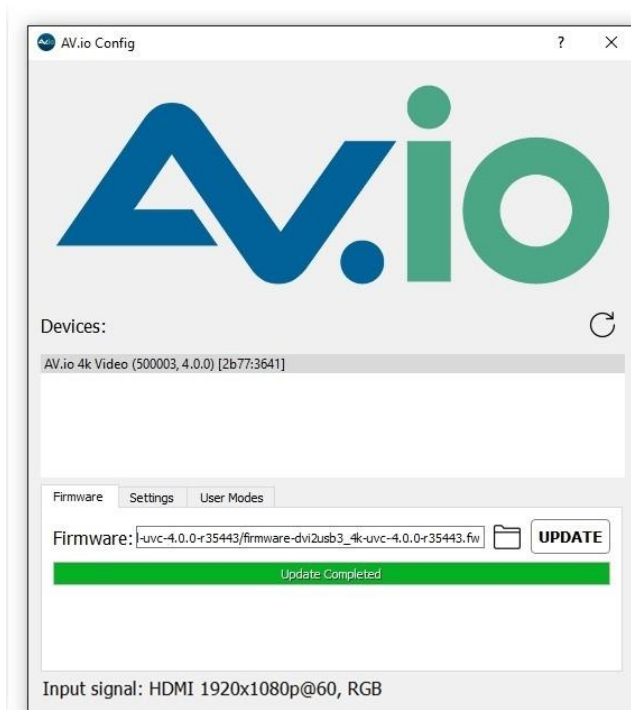 AV.io Config
?
AV.io
Devices:
AV.io 4k Video (500003, 4.0.0) [2b77:3641]
Firmware Settings User Modes
Firmware: l-uvc-4.0.0-r35443/firmware-dvi2usb3_4k-uvc-4.0.0-r35443.fw UPDATE
Update Completed
Input signal: HDMI 1920x1080p@60, RGB